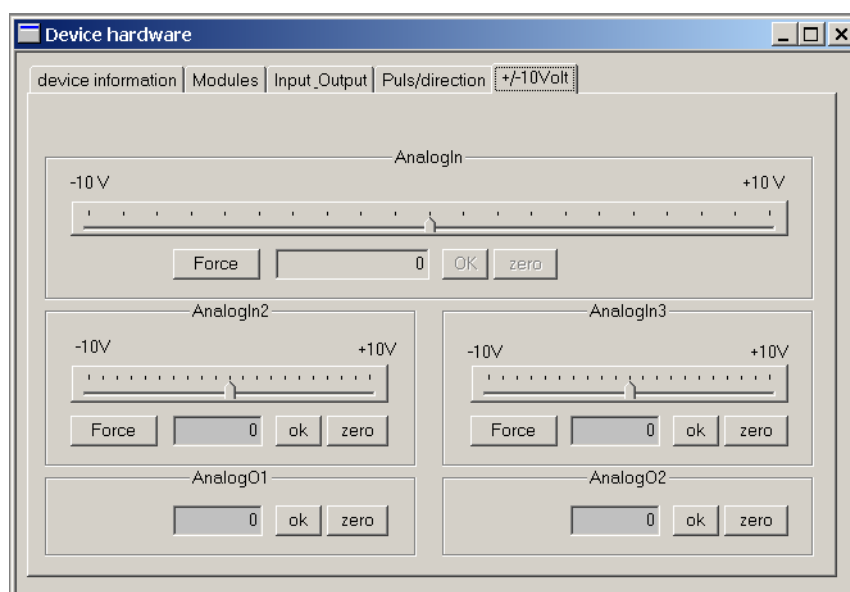 Device hardware
device information Modules Input_Output Puls/direction +/-10Volt
AnalogIn
-10 V +10 V
Force 0 OK zero
AnalogIn2 AnalogIn3
-10V +10V -10V +10V
Force 0 ok zero Force 0 ok zero
AnalogO1 AnalogO2
0 ok zero 0 ok zero